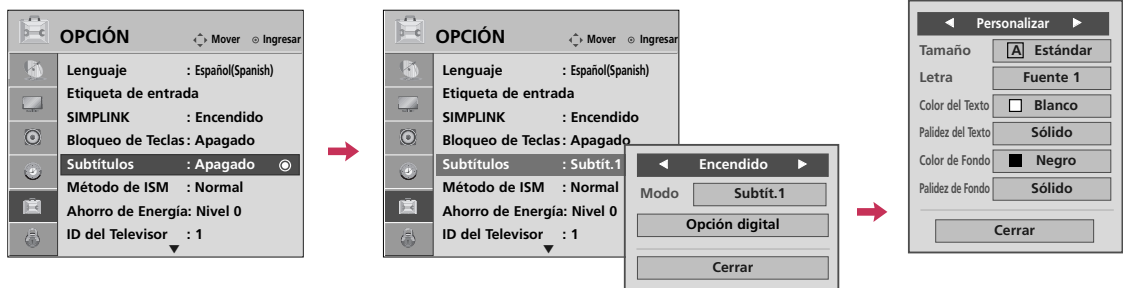 OPCIÓN Mover Ingresar
Lenguaje : Español(Spanish)
Etiqueta de entrada
SIMPLINK : Encendido
Bloqueo de Teclas : Apagado
Subtítulos : Apagado
Método de ISM : Normal
Ahorro de Energía: Nivel 0
ID del Televisor : 1
OPCIÓN Mover Ingresar
Lenguaje : Español(Spanish)
Etiqueta de entrada
SIMPLINK : Encendido
Bloqueo de Teclas : Apagado
Subtítulos : Subtít.1
Método de ISM : Normal
Ahorro de Energía: Nivel 0
ID del Televisor : 1
Encendido
Modo Subtít.1
Opción digital
Cerrar
Personalizar
Tamaño A Estándar
Letra Fuente 1
Color del Texto Blanco
Palidez del Texto Sólido
Color de Fondo Negro
Palidez de Fondo Sólido
Cerrar